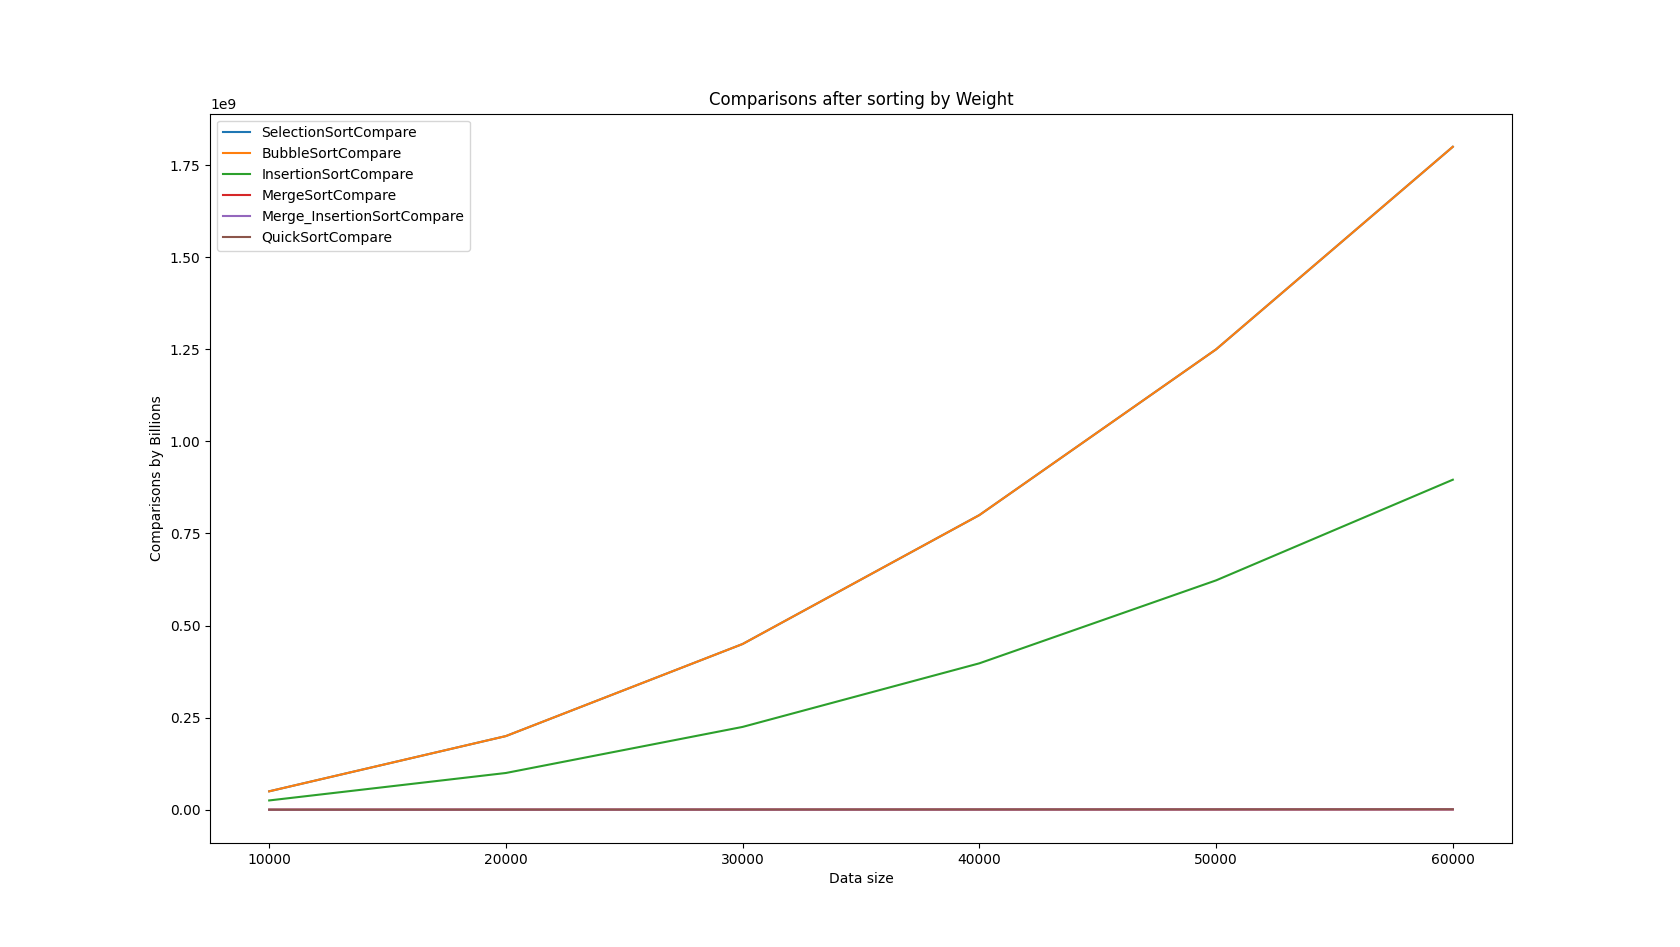 Comparisons after sorting by Weight
1e9
SelectionSortCompare
BubbleSortCompare
InsertionSortCompare
MergeSortCompare
Merge_InsertionSortCompare
QuickSortCompare
1.75
1.50
1.25
1.00
0.75
0.50
0.25
0.00
Comparisons by Billions
10000 20000 30000 40000 50000 60000
Data size